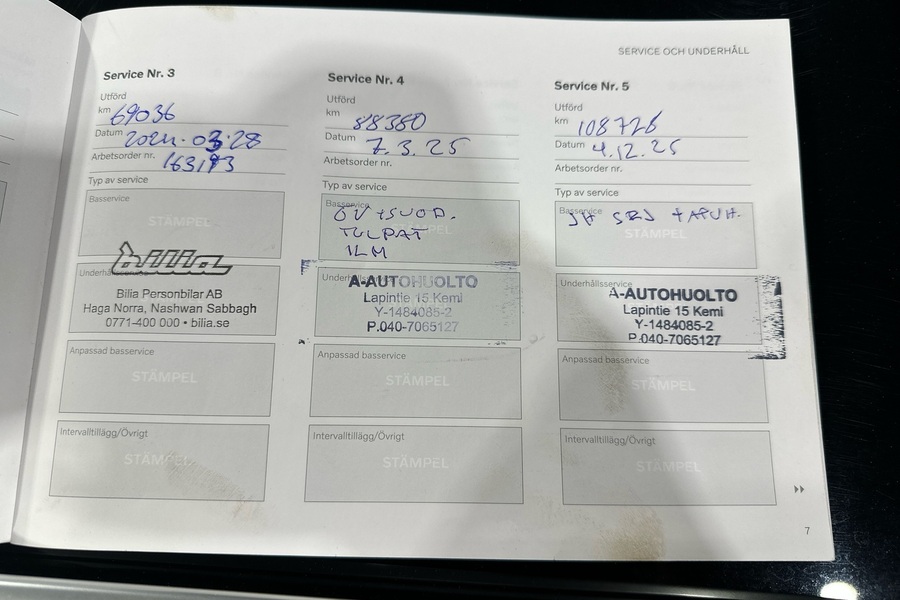 SERVICE OCH UNDERHÅLL
Service Nr. 3
Utförd
km 69036
Datum 2024.03.28
Arbetsorder nr. 163193
Typ av service
Basservice
STÄMPEL
bilia
Underhållsservice
Bilia Personbilar AB
Haga Norra, Nashwan Sabbagh
0771-400 000 • bilia.se
Anpassad basservice
STÄMPEL
Intervalltillägg/Övrigt
STÄMPEL
Service Nr. 4
Utförd
km 88360
Datum 7.3.25
Arbetsorder nr.
Typ av service
Basservice
ÖV + SUOD.
TULPAT
ILM
Underhållsservice
A-AUTOHUOLTO
Lapintie 15 Kemi
Y-1484085-2
P.040-7065127
Anpassad basservice
STÄMPEL
Intervalltillägg/Övrigt
STÄMPEL
Service Nr. 5
Utförd
km 108726
Datum 4.12.25
Arbetsorder nr.
Typ av service
Basservice
STÄMPEL
Underhållsservice
A-AUTOHUOLTO
Lapintie 15 Kemi
Y-1484085-2
P.040-7065127
Anpassad basservice
STÄMPEL
Intervalltillägg/Övrigt
STÄMPEL
7